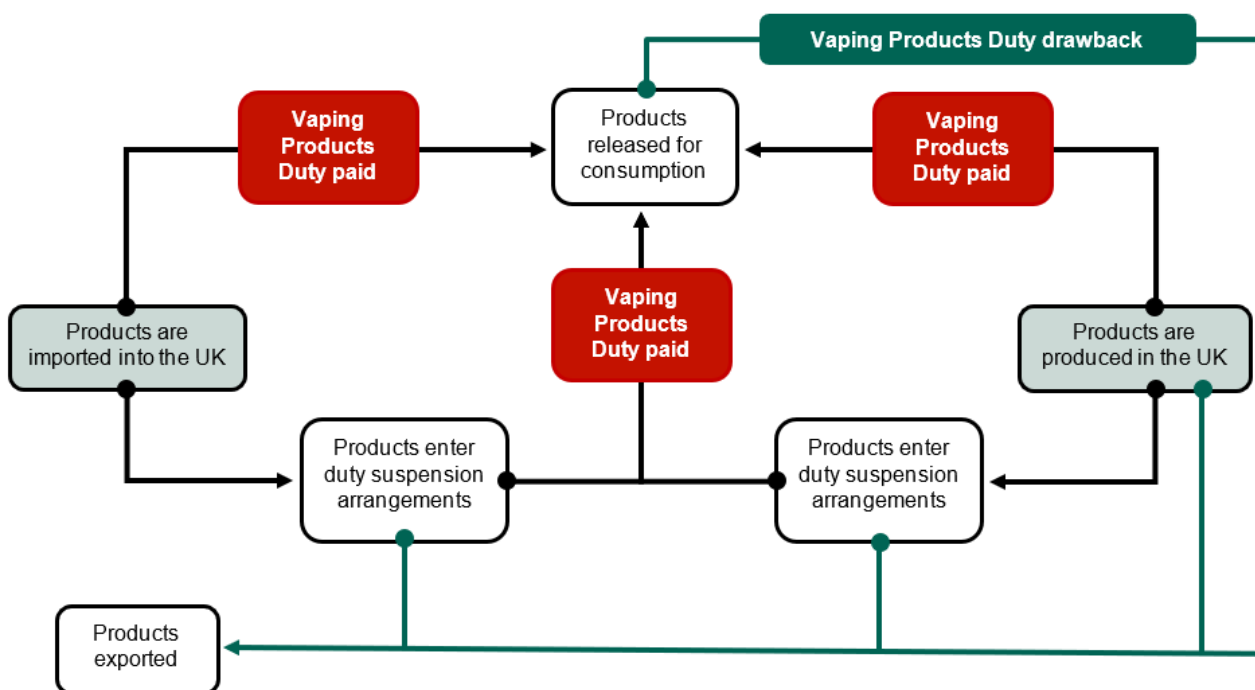 Vaping Products Duty drawback
Vaping
Products
Duty paid
Products
released for
consumption
Vaping
Products
Duty paid
Vaping
Products
Duty paid
Products are
imported into the UK
Products are
produced in the UK
Products enter
duty suspension
arrangements
Products enter
duty suspension
arrangements
Products
exported